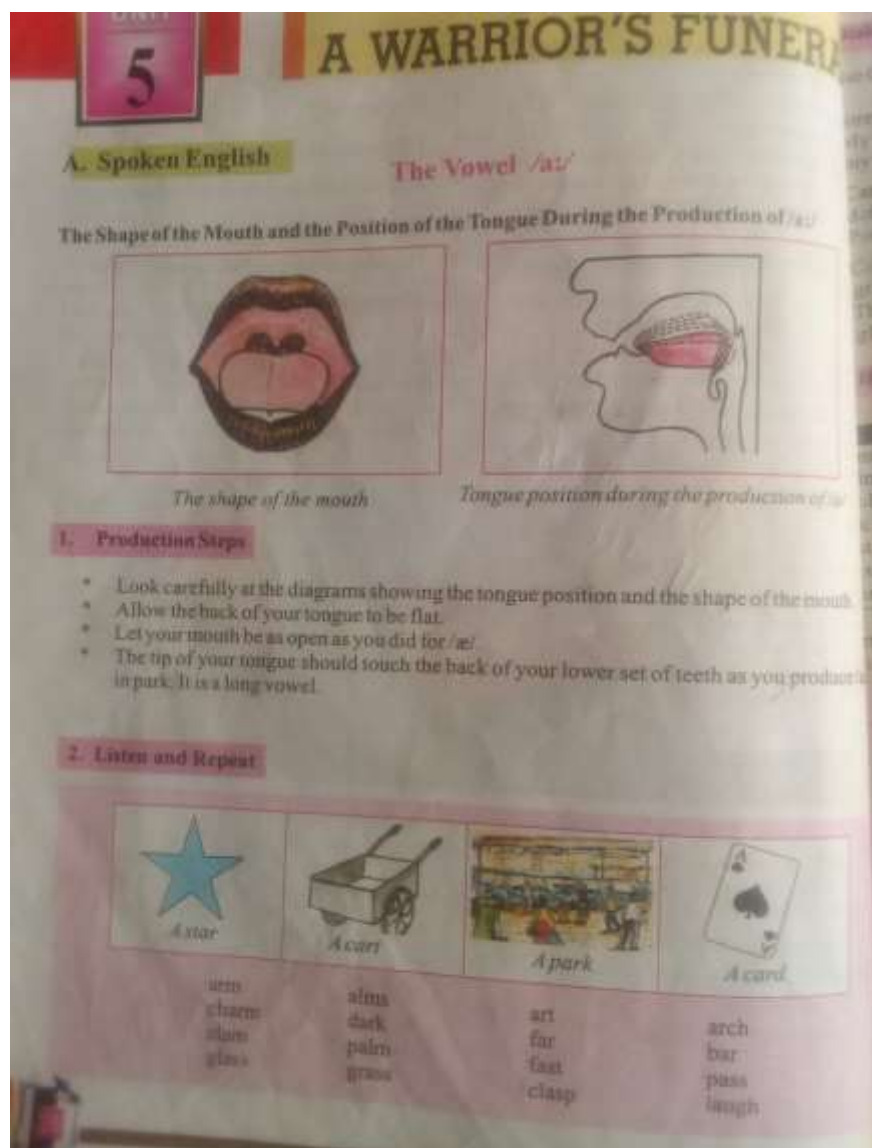 UNIT
5
A WARRIOR'S FUNERA
A. Spoken English
The Vowel /a:/
The Shape of the Mouth and the Position of the Tongue During the Production of /a:/
The shape of the mouth
Tongue position during the production of
1. Production Steps
* Look carefully at the diagrams showing the tongue position and the shape of the mouth.
* Allow the back of your tongue to be flat.
* Let your mouth be as open as you did for /æ/
* The tip of your tongue should touch the back of your lower set of teeth as you produce
in park. It is a long vowel.
2. Listen and Repeat
A star
A cart
A park
A
A
A card
arm alms art arch
charm dark far bar
palm fast pass
glass grass clasp laugh